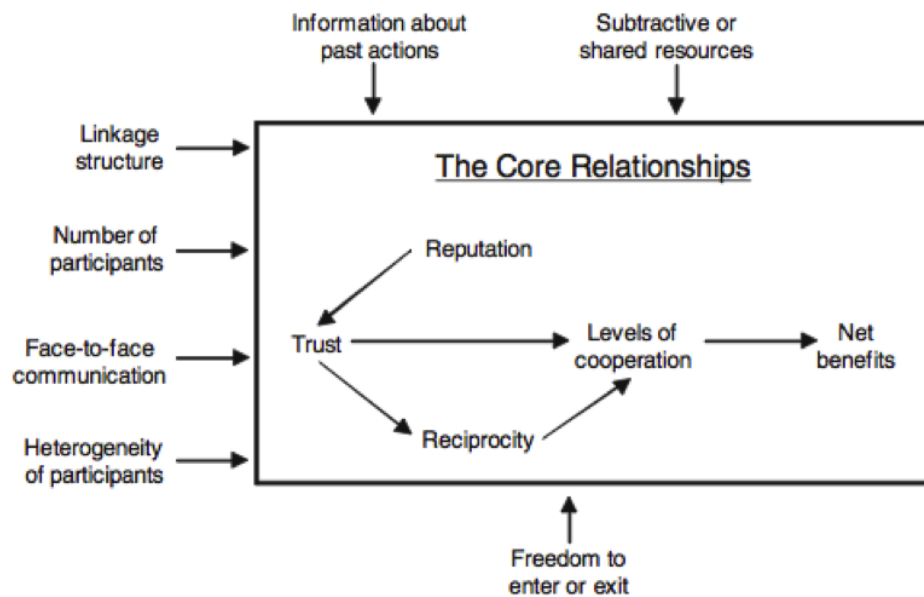 Information about
past actions
Subtractive or
shared resources
Linkage
structure
The Core Relationships
Number of
participants
Reputation
Face-to-face
communication
Trust
Levels of
cooperation
Net
benefits
Heterogeneity
of participants
Reciprocity
Freedom to
enter or exit